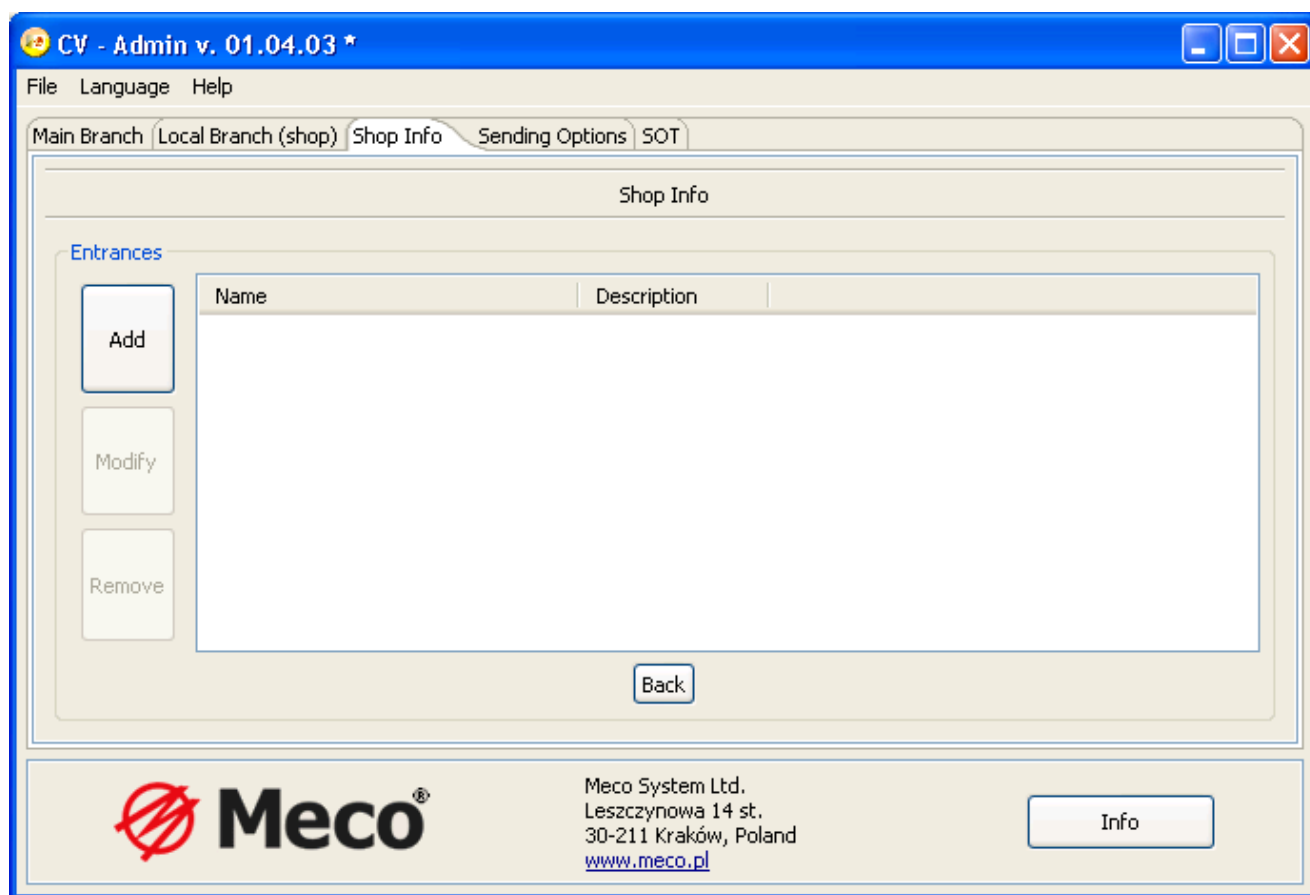 CV - Admin v. 01.04.03 *
File Language Help
Main Branch Local Branch (shop) Shop Info Sending Options SOT
Shop Info
Entrances
Name Description
Add
Modify
Remove
Back
Meco®
Meco System Ltd.
Leszczynowa 14 st.
30-211 Kraków, Poland
www.meco.pl
Info